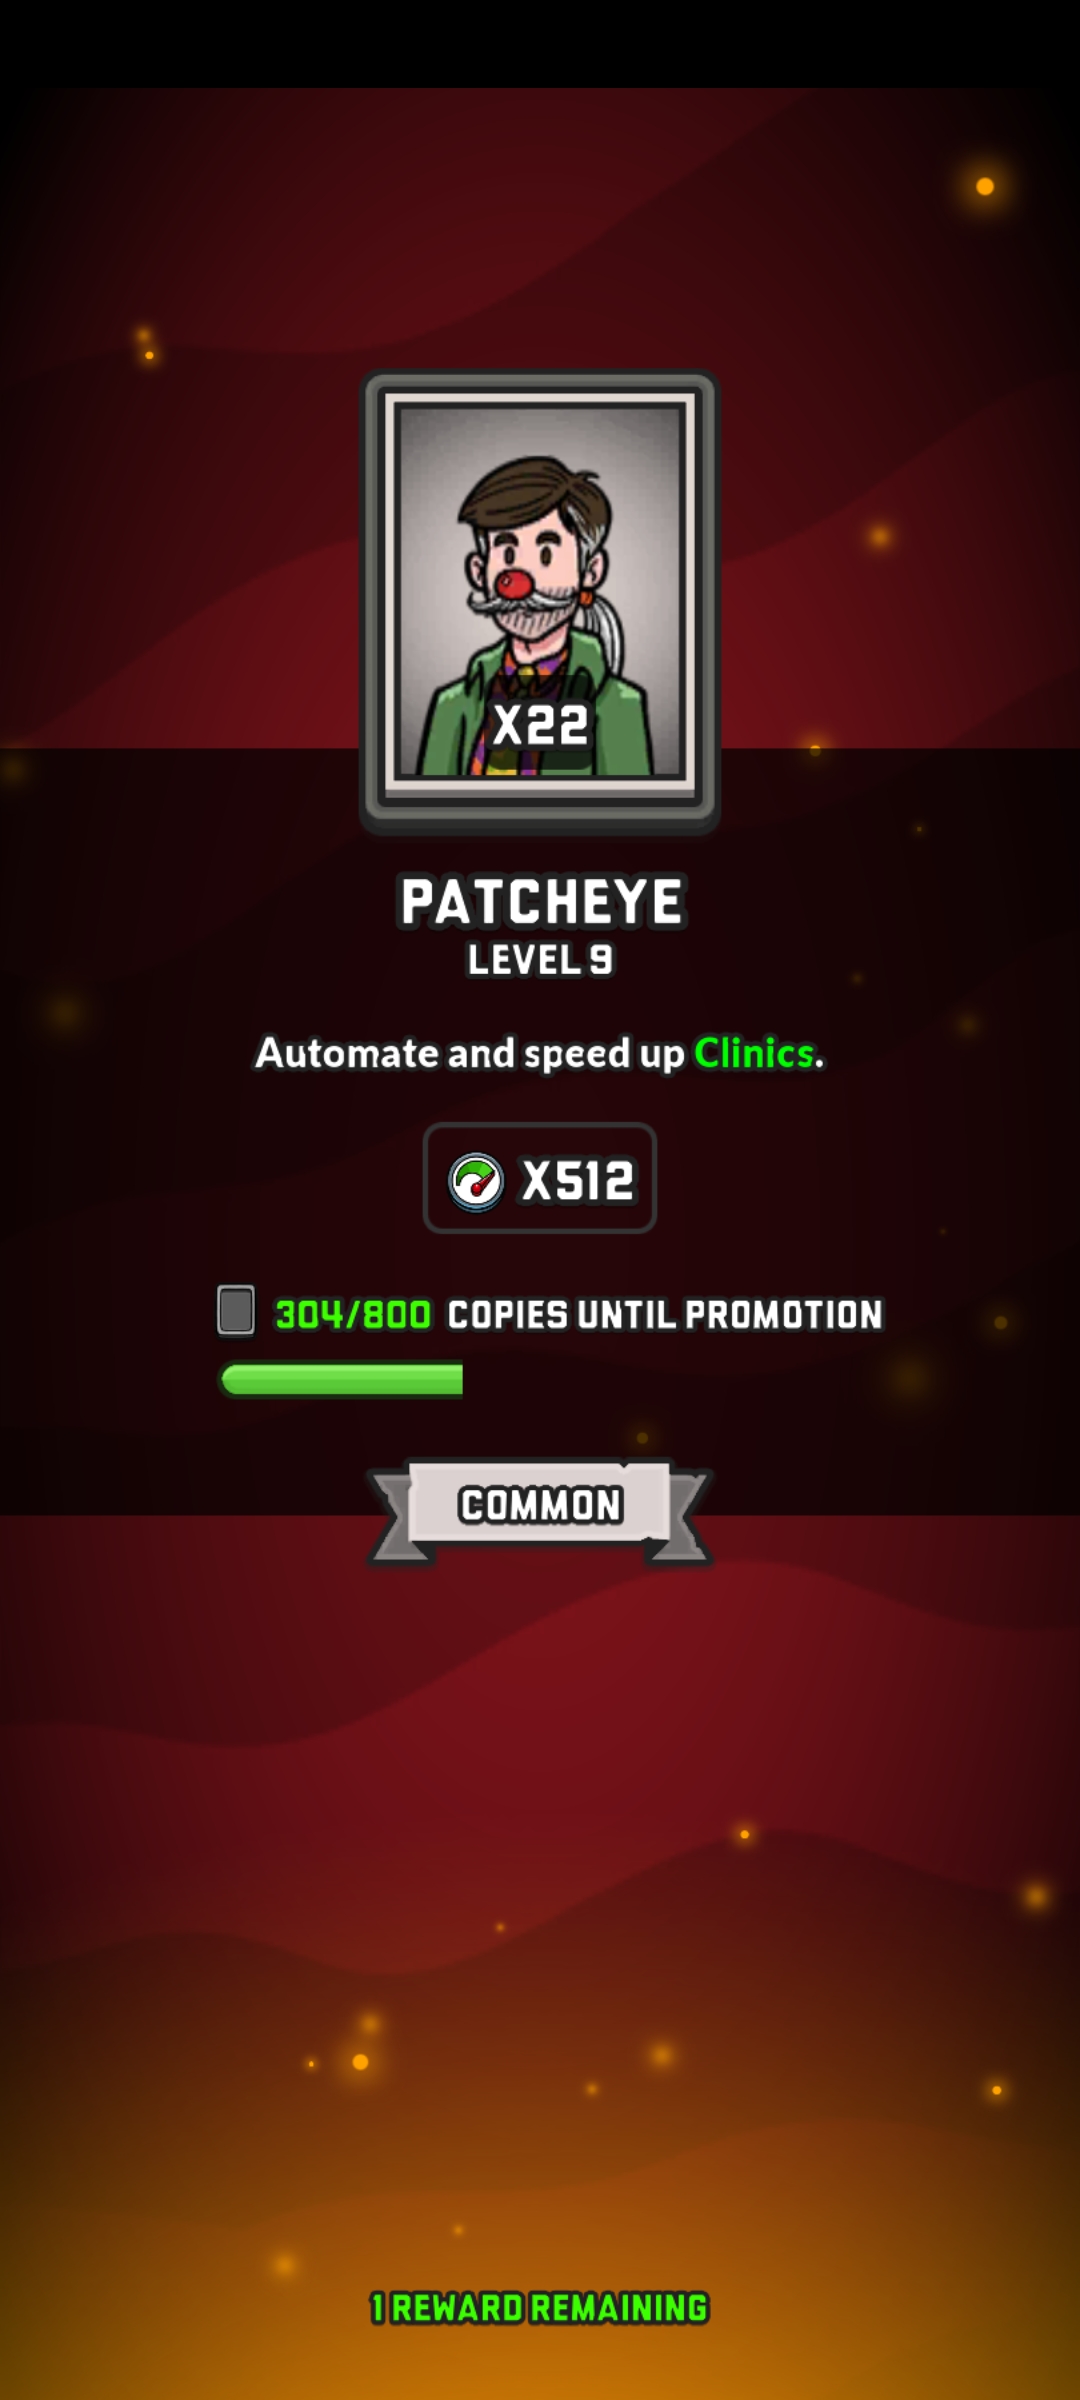 X22
PATCHEYE
LEVEL 9
Automate and speed up Clinics.
X512
304/800 COPIES UNTIL PROMOTION
COMMON
1 REWARD REMAINING